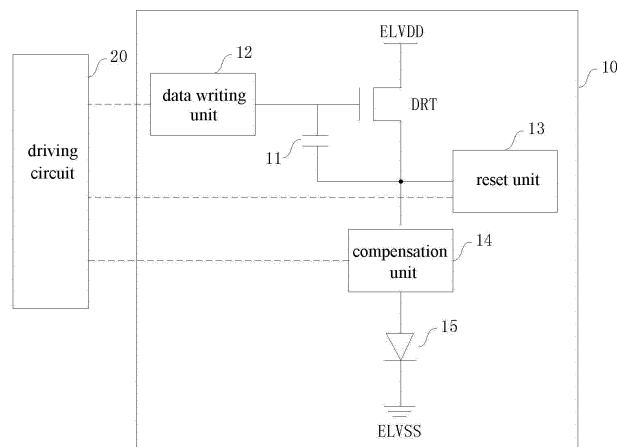 ELVDD
20
12
10
data writing
unit
DRT
13
11
driving
circuit
reset unit
14
compensation
unit
15
ELVSS